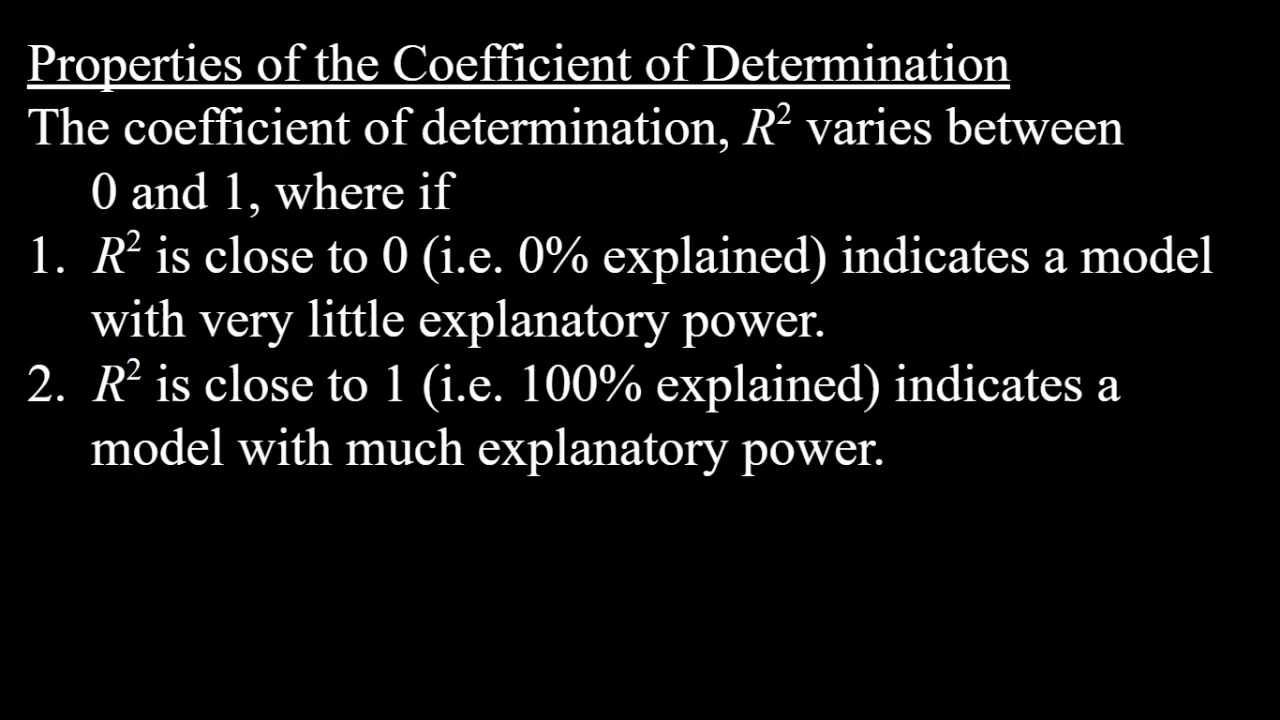 Properties of the Coefficient of Determination
The coefficient of determination, R² varies between
0 and 1, where if
1. R² is close to 0 (i.e. 0% explained) indicates a model
with very little explanatory power.
2. R² is close to 1 (i.e. 100% explained) indicates a
model with much explanatory power.